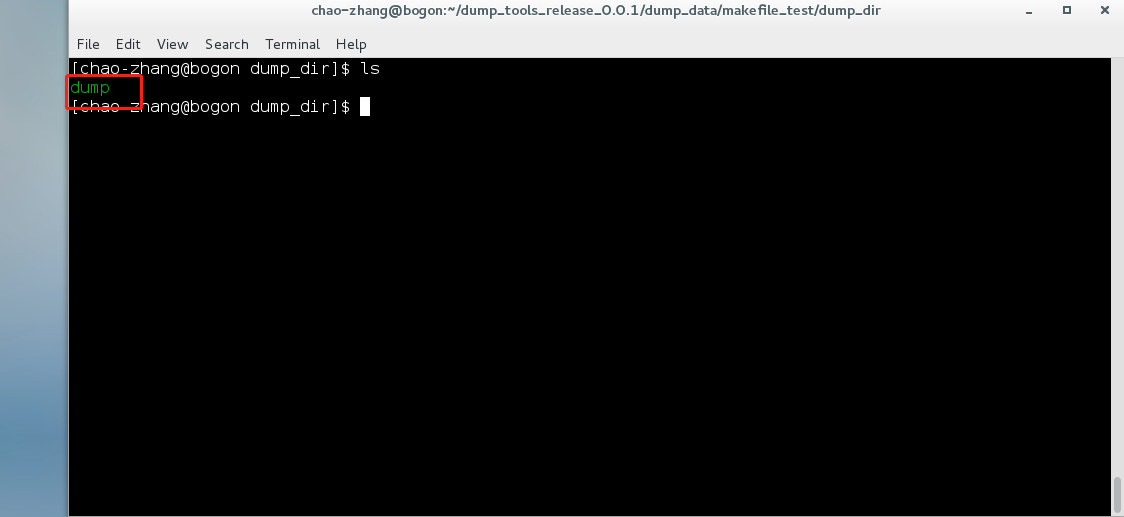 chao-zhang@bogon:~/dump_tools_release_0.0.1/dump_data/makefile_test/dump_dir
File Edit View Search Terminal Help
[chao-zhang@bogon dump_dir]$ ls
dump
[chao-zhang@bogon dump_dir]$